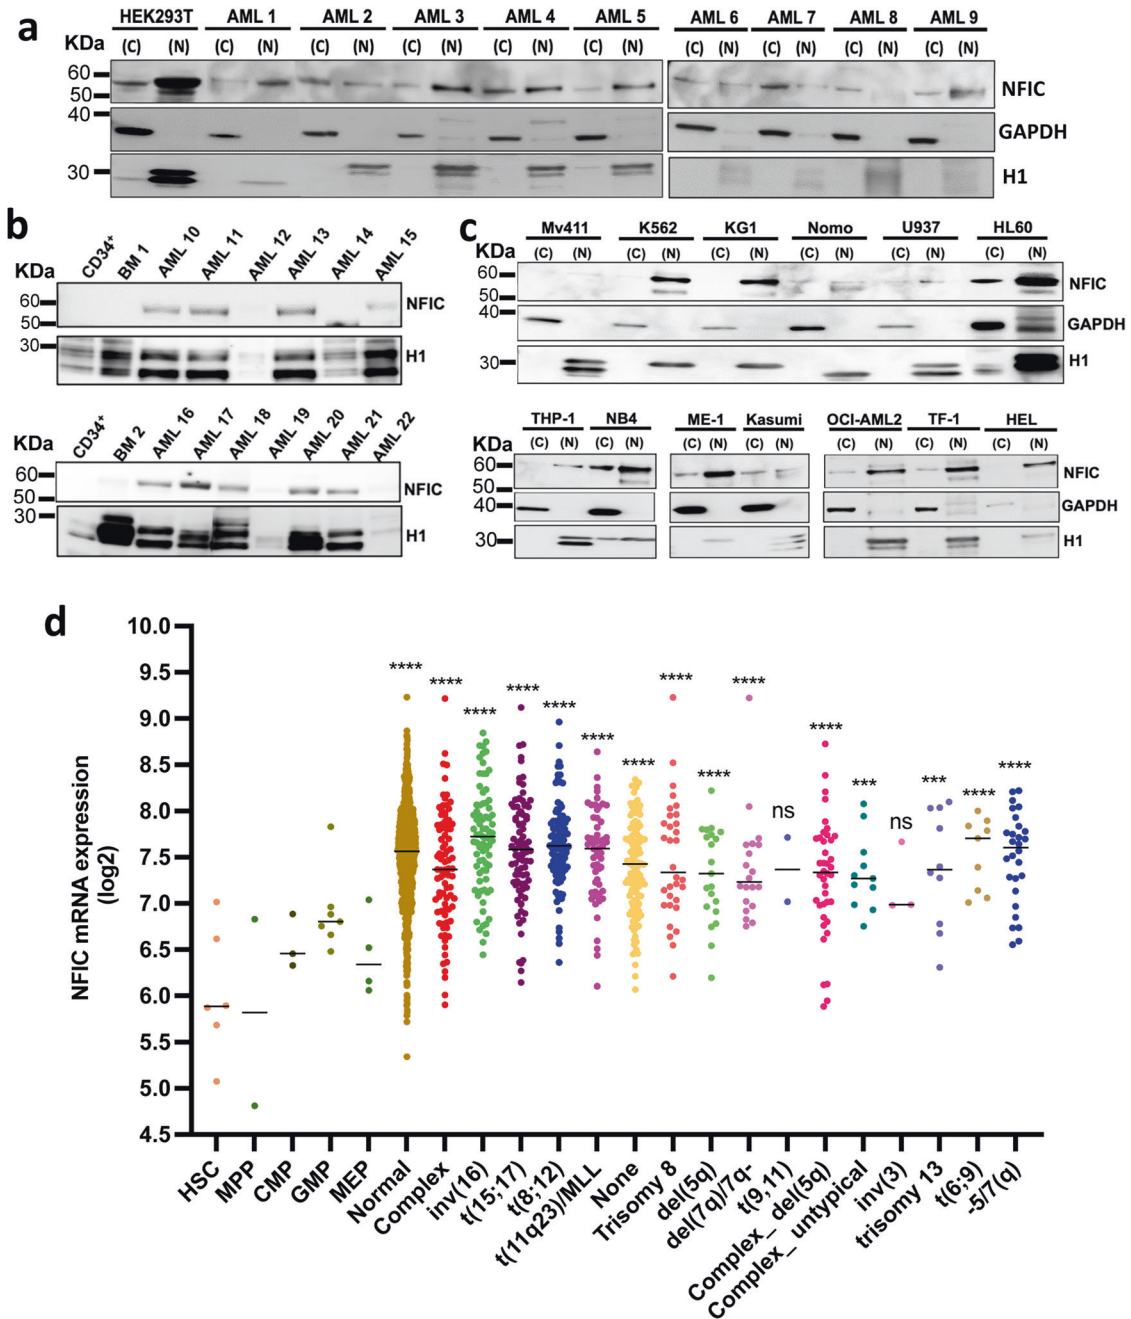 a
HEK293T AML 1 AML 2 AML 3 AML 4 AML 5 AML 6 AML 7 AML 8 AML 9
KDa (C) (N) (C) (N) (C) (N) (C) (N) (C) (N) (C) (N) (C) (N) (C) (N) (C) (N) (C) (N)
60
50
NFIC
40
GAPDH
30
H1
b
CD34+ BM 1 AML 10 AML 11 AML 12 AML 13 AML 14 AML 15
KDa
60
50
NFIC
30
H1
CD34+ BM 2 AML 16 AML 17 AML 18 AML 19 AML 20 AML 21 AML 22
KDa
60
50
NFIC
30
H1
c
Mv411 K562 KG1 Nomo U937 HL60
KDa (C) (N) (C) (N) (C) (N) (C) (N) (C) (N) (C) (N)
60
50
NFIC
40
GAPDH
30
H1
THP-1 NB4 ME-1 Kasumi OCI-AML2 TF-1 HEL
KDa (C) (N) (C) (N) (C) (N) (C) (N) (C) (N) (C) (N) (C) (N)
60
50
NFIC
40
GAPDH
30
H1
d
NFIC mRNA expression
(log2)
10.0
9.5
9.0
8.5
8.0
7.5
7.0
6.5
6.0
5.5
5.0
4.5
**** **** **** **** **** **** **** **** **** **** ns **** *** ns *** **** ****
HSC MPP CMP GMP MEP Normal Complex inv(16) t(15;17) t(8;12) t(11q23)/MLL None Trisomy 8 del(5q) del(7q)/7q- t(9,11) Complex_ del(5q) Complex_ untypical inv(3) trisomy 13 t(6:9) -5/7(q)